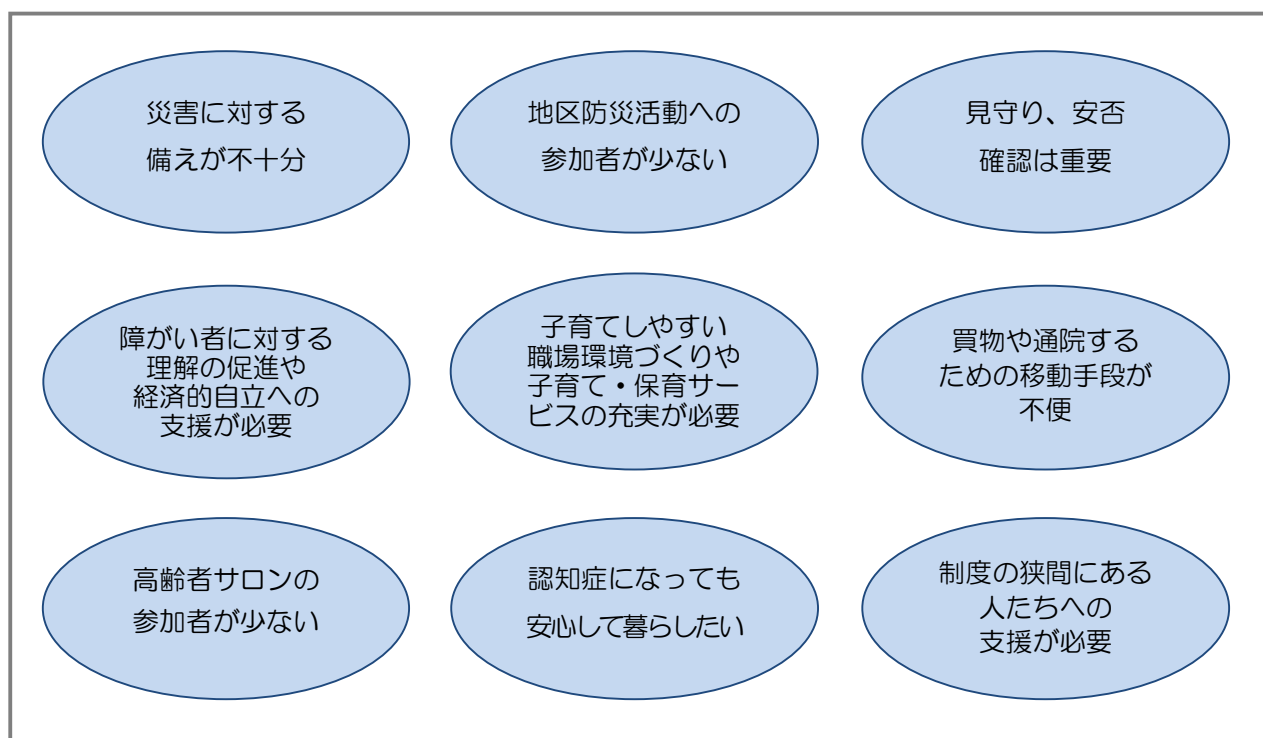 災害に対する
備えが不十分
地区防災活動への
参加者が少ない
見守り、安否
確認は重要
障がい者に対する
理解の促進や
経済的自立への
支援が必要
子育てしやすい
職場環境づくりや
子育て・保育サー
ビスの充実が必要
買物や通院する
ための移動手段が
不便
高齢者サロンの
参加者が少ない
認知症になっても
安心して暮らしたい
制度の狭間にある
人たちへの
支援が必要